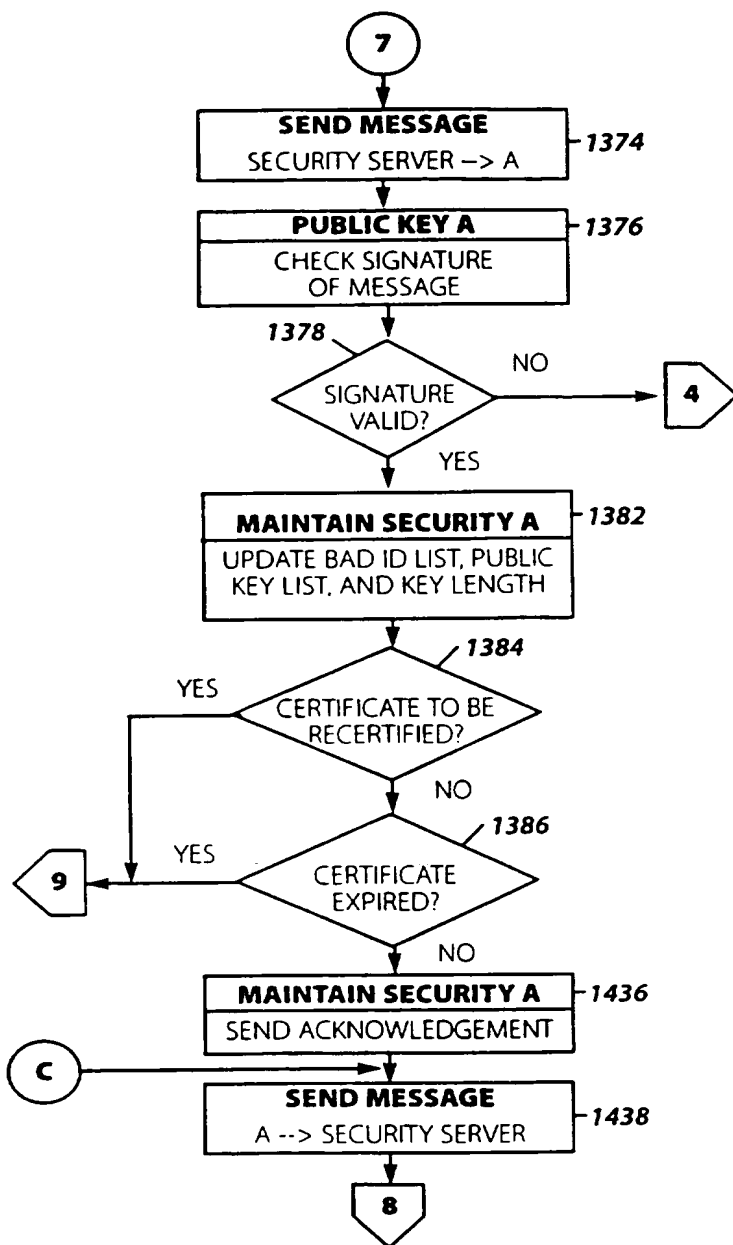 7
SEND MESSAGE
SECURITY SERVER –> A
1374
PUBLIC KEY A
1376
CHECK SIGNATURE
OF MESSAGE
1378
SIGNATURE
VALID?
NO
4
YES
MAINTAIN SECURITY A
1382
UPDATE BAD ID LIST, PUBLIC
KEY LIST, AND KEY LENGTH
1384
YES
CERTIFICATE TO BE
RECERTIFIED?
NO
1386
YES
9
CERTIFICATE
EXPIRED?
NO
MAINTAIN SECURITY A
1436
SEND ACKNOWLEDGEMENT
C
SEND MESSAGE
1438
A --> SECURITY SERVER
8